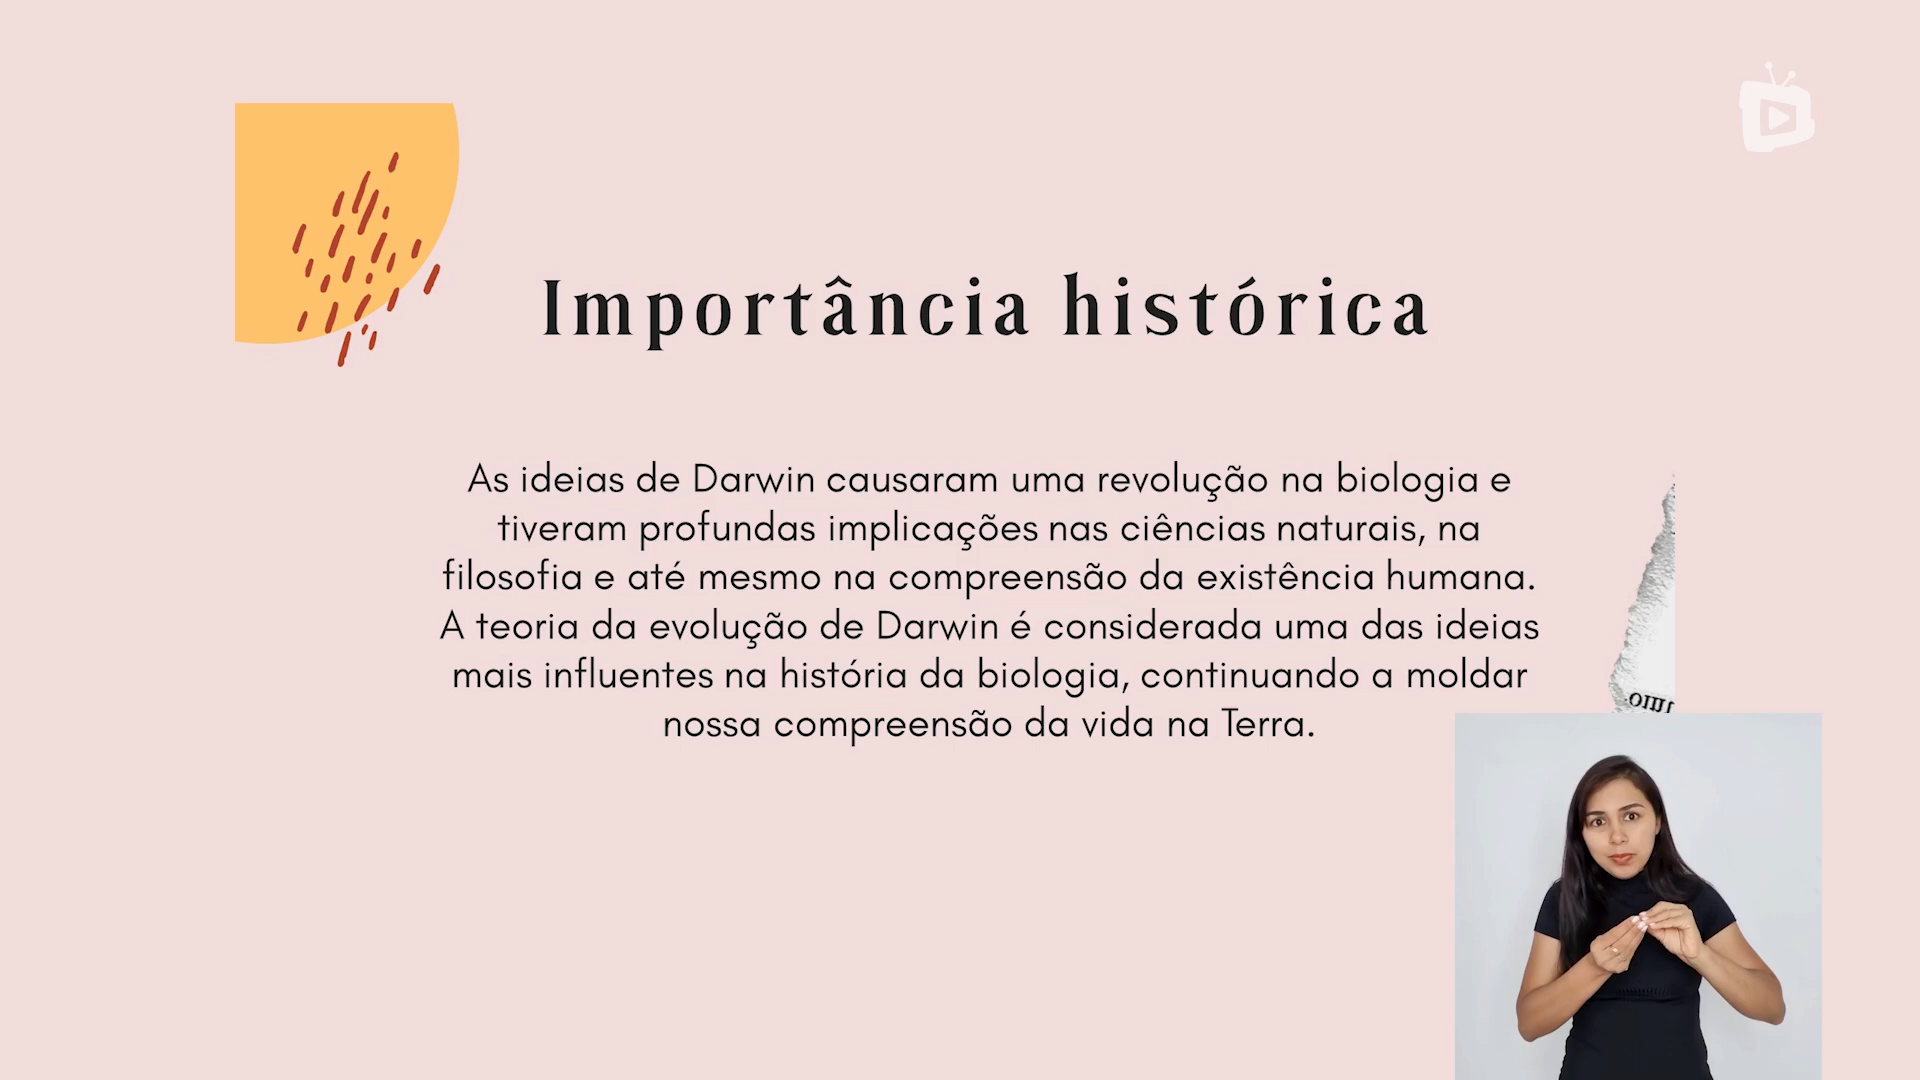 Importância histórica
As ideias de Darwin causaram uma revolução na biologia e
tiveram profundas implicações nas ciências naturais, na
filosofia e até mesmo na compreensão da existência humana.
A teoria da evolução de Darwin é considerada uma das ideias
mais influentes na história da biologia, continuando a moldar
nossa compreensão da vida na Terra.